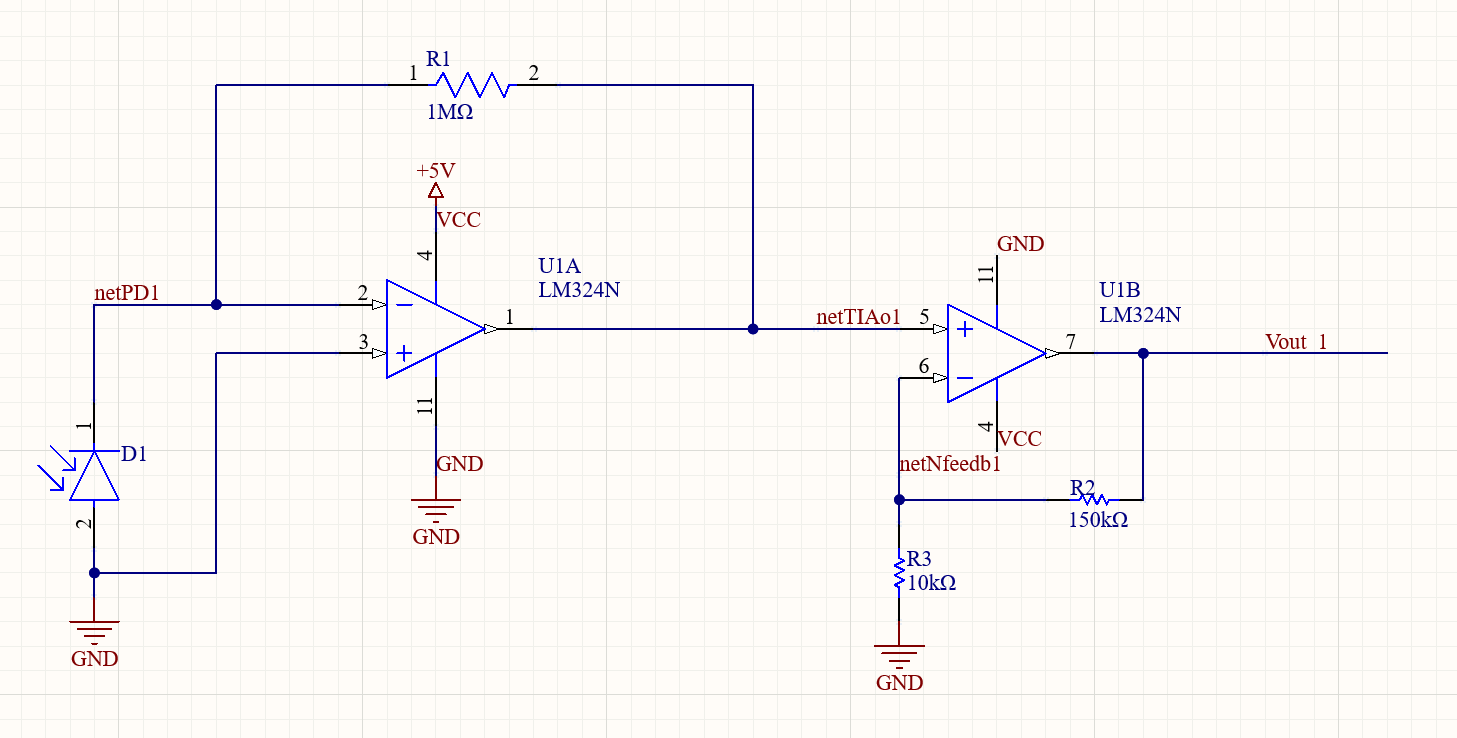 R1
1
2
1MΩ
+5V
VCC
4
GND
11
U1A
LM324N
U1B
LM324N
netPD1
2
3
1
netTIAo1
5
6
7
Vout_1
11
4
VCC
1
D1
2
GND
GND
netNfeedb1
R2
150kΩ
R3
10kΩ
GND
GND